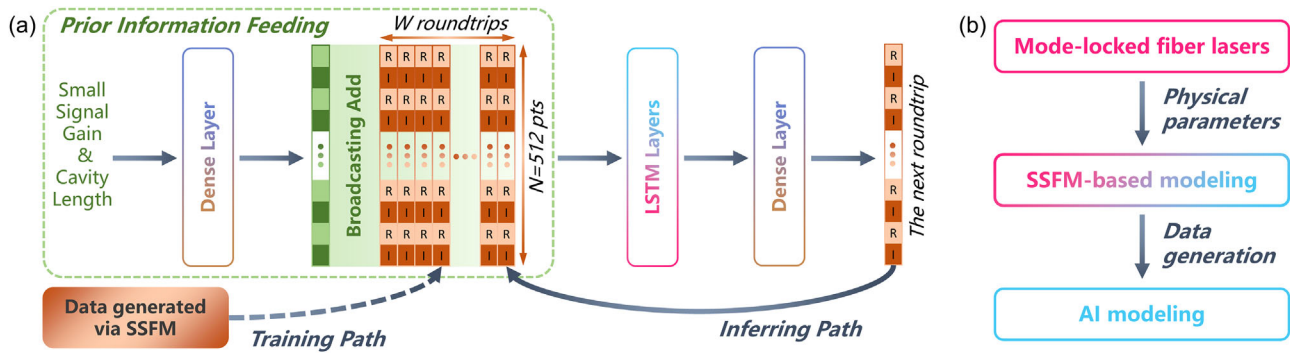 (a)
Prior Information Feeding
W roundtrips
Small
Signal
Gain
&
Cavity
Length
Dense Layer
Broadcasting Add
R R R R R R
I I I I I I
R R R R R R
I I I I I I
R R R R R R
I I I I I I
R R R R R R
I I I I I I
N=512 pts
LSTM Layers
Dense Layer
R
I
R
I
R
I
R
I
The next roundtrip
Data generated
via SSFM
Training Path
Inferring Path
(b)
Mode-locked fiber lasers
Physical
parameters
SSFM-based modeling
Data
generation
AI modeling